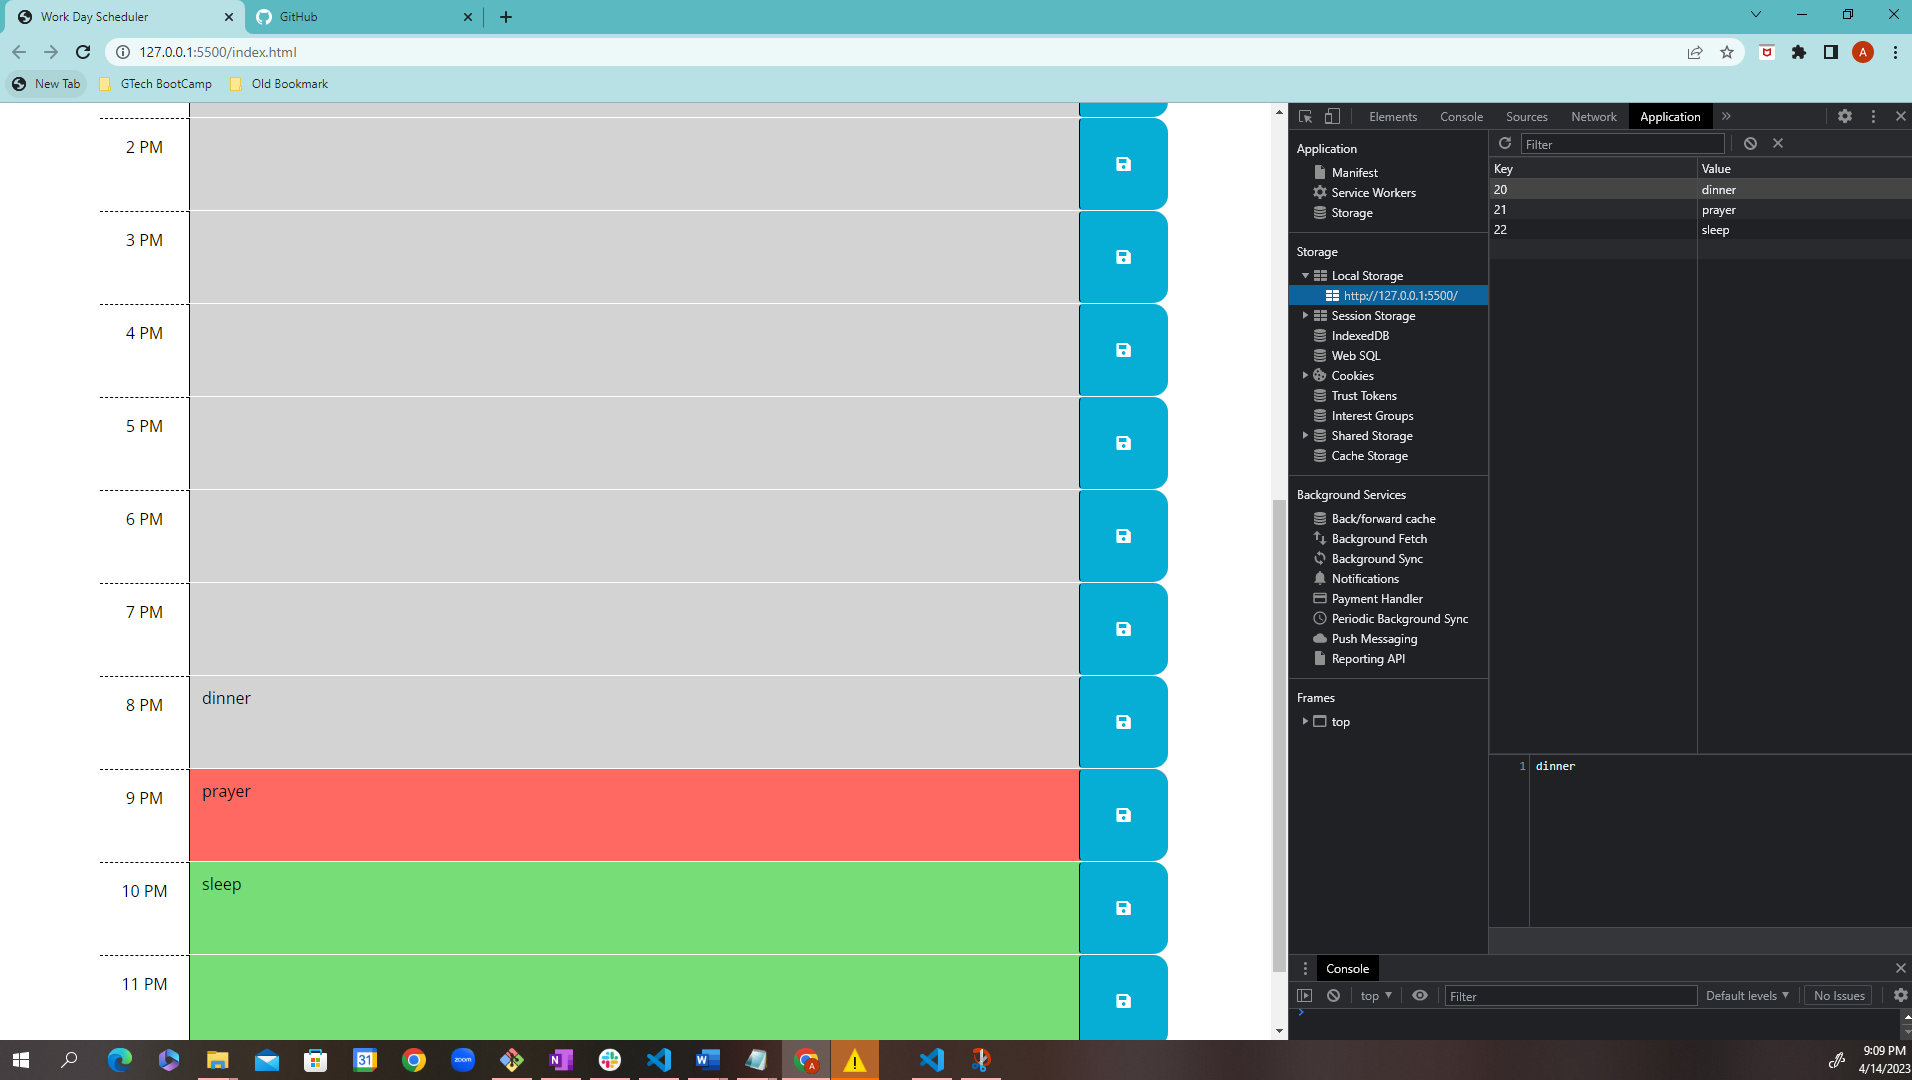 Work Day Scheduler
GitHub
127.0.0.1:5500/index.html
A
New Tab
GTech BootCamp
Old Bookmark
2 PM
3 PM
4 PM
5 PM
6 PM
7 PM
8 PM
dinner
9 PM
prayer
10 PM
sleep
11 PM
Elements
Console
Sources
Network
Application
Application
Manifest
Service Workers
Storage
Storage
Local Storage
http://127.0.0.1:5500/
Session Storage
IndexedDB
Web SQL
Cookies
Trust Tokens
Interest Groups
Shared Storage
Cache Storage
Background Services
Back/forward cache
Background Fetch
Background Sync
Notifications
Payment Handler
Periodic Background Sync
Push Messaging
Reporting API
Frames
top
Filter
Key Value
20 dinner
21 prayer
22 sleep
1 dinner
Console
top
Filter
Default levels
No Issues
31
zoom
N
W
A
9:09 PM
4/14/2023